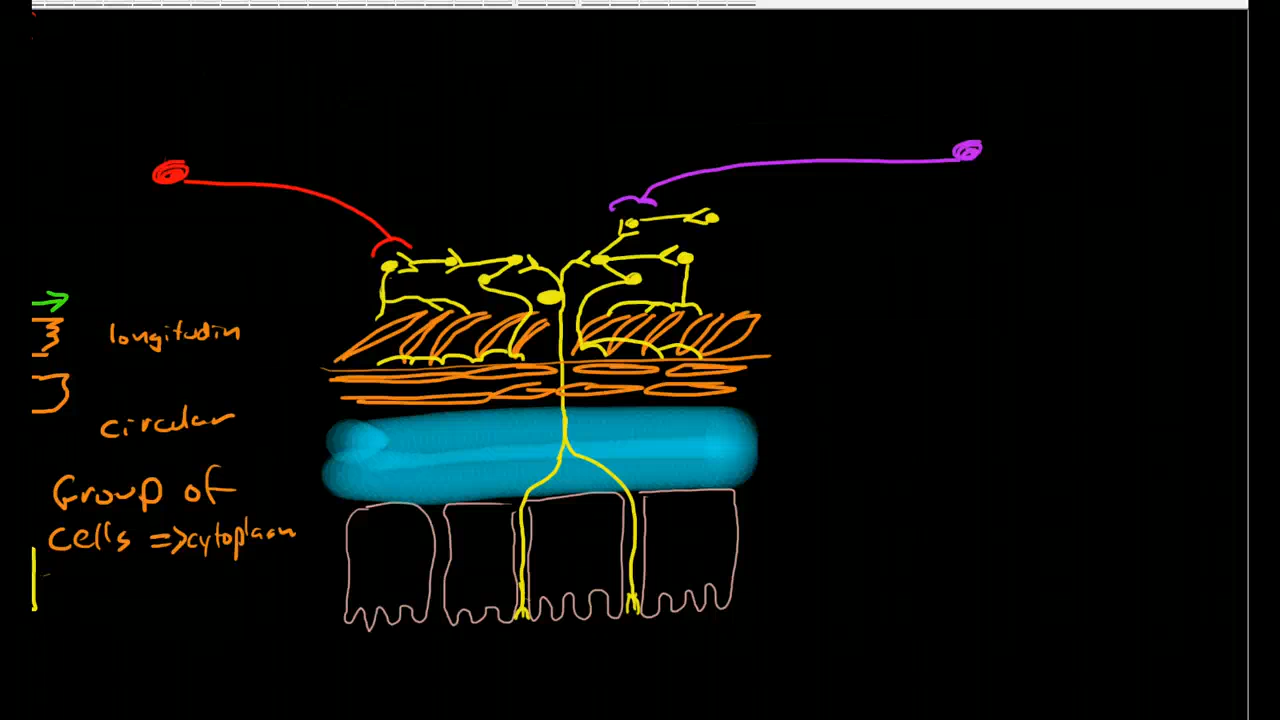 longitudin
circular
Group of
cells => cytoplasm